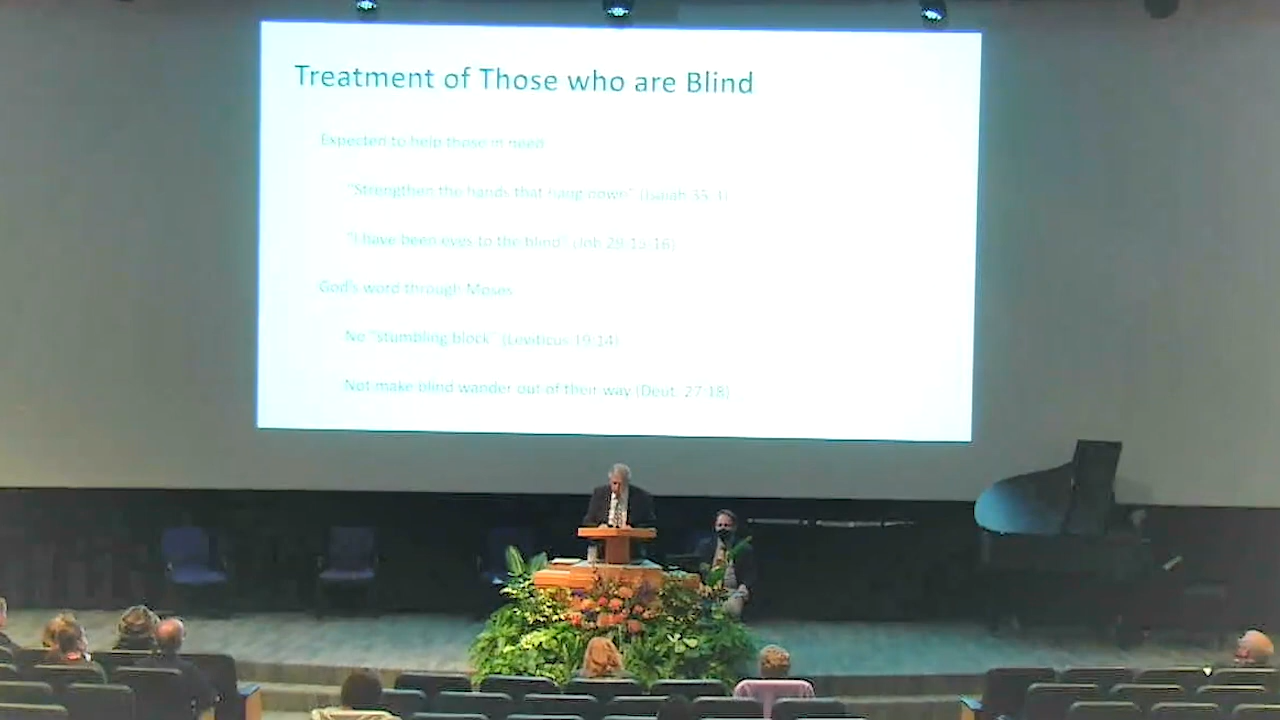 Treatment of Those who are Blind
Expected to help those in need
"Strengthen the hands that hang down" (Isaiah 35:3)
"I have been eyes to the blind" (Job 29:15-16)
God's word through Moses
No "stumbling block" (Leviticus 19:14)
Not make blind wander out of their way (Deut. 27:18)